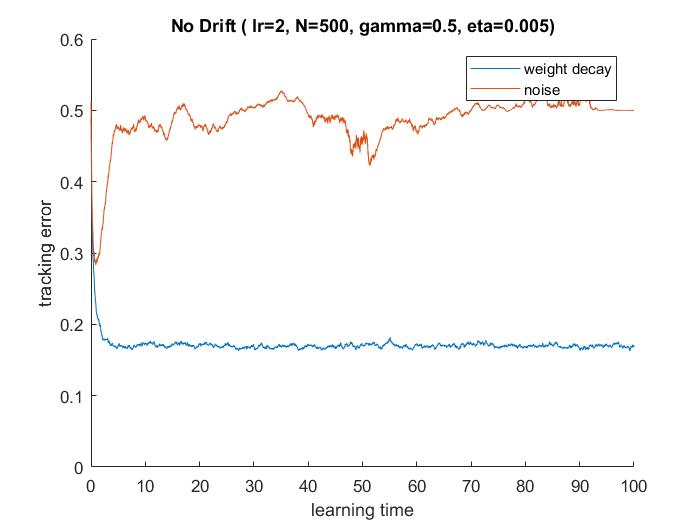 No Drift ( lr=2, N=500, gamma=0.5, eta=0.005)
weight decay
noise
tracking error
0.6
0.5
0.4
0.3
0.2
0.1
0
0 10 20 30 40 50 60 70 80 90 100
learning time